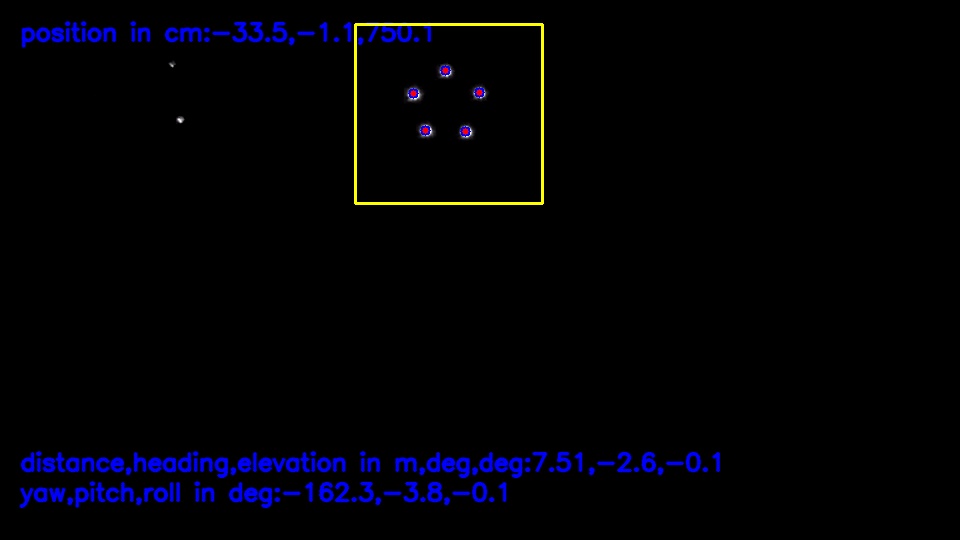 position in cm:-33.5,-1.1,750.1
distance,heading,elevation in m,deg,deg:7.51,-2.6,-0.1
yaw,pitch,roll in deg:-162.3,-3.8,-0.1